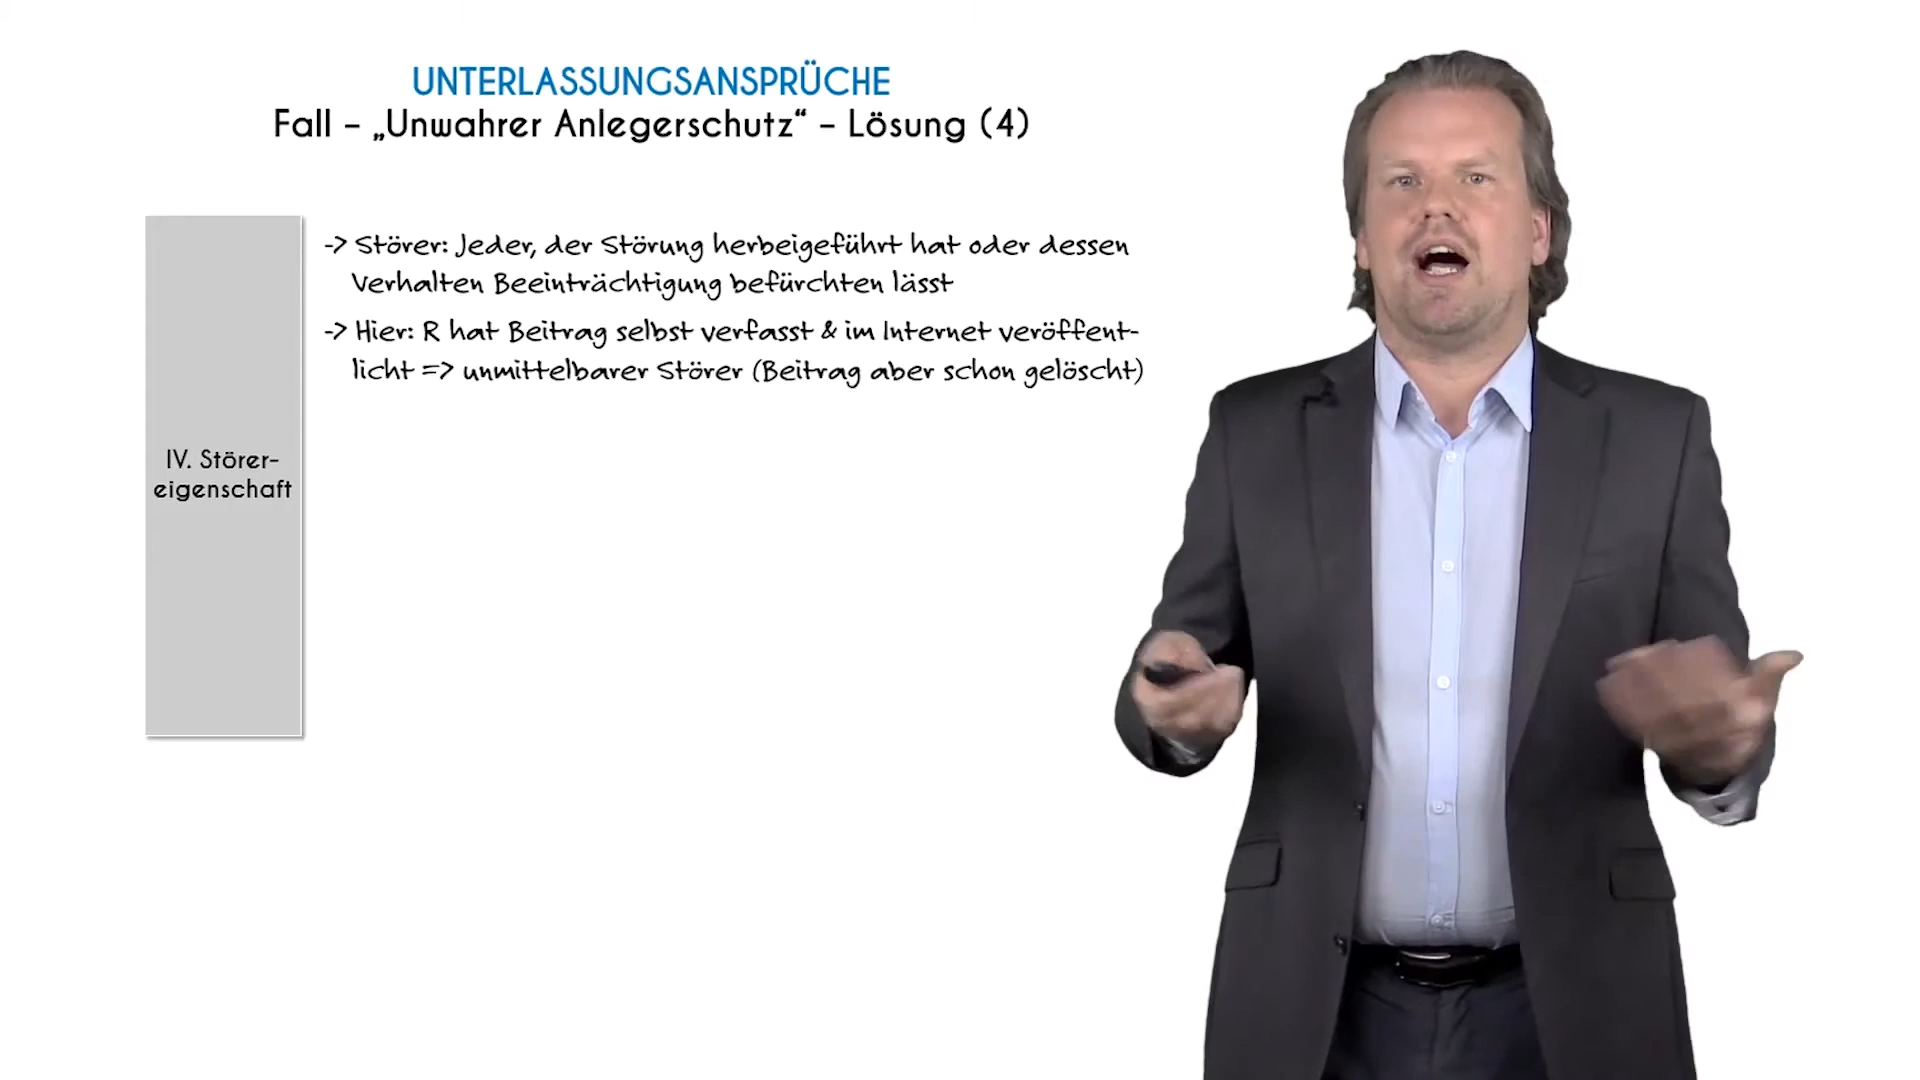 UNTERLASSUNGSANSPRÜCHE
Fall – „Unwahrer Anlegerschutz“ – Lösung (4)
IV. Störer-
eigenschaft
-> Störer: Jeder, der Störung herbeigeführt hat oder dessen
Verhalten Beeinträchtigung befürchten lässt
-> Hier: R hat Beitrag selbst verfasst & im Internet veröffent-
licht => unmittelbarer Störer (Beitrag aber schon gelöscht)